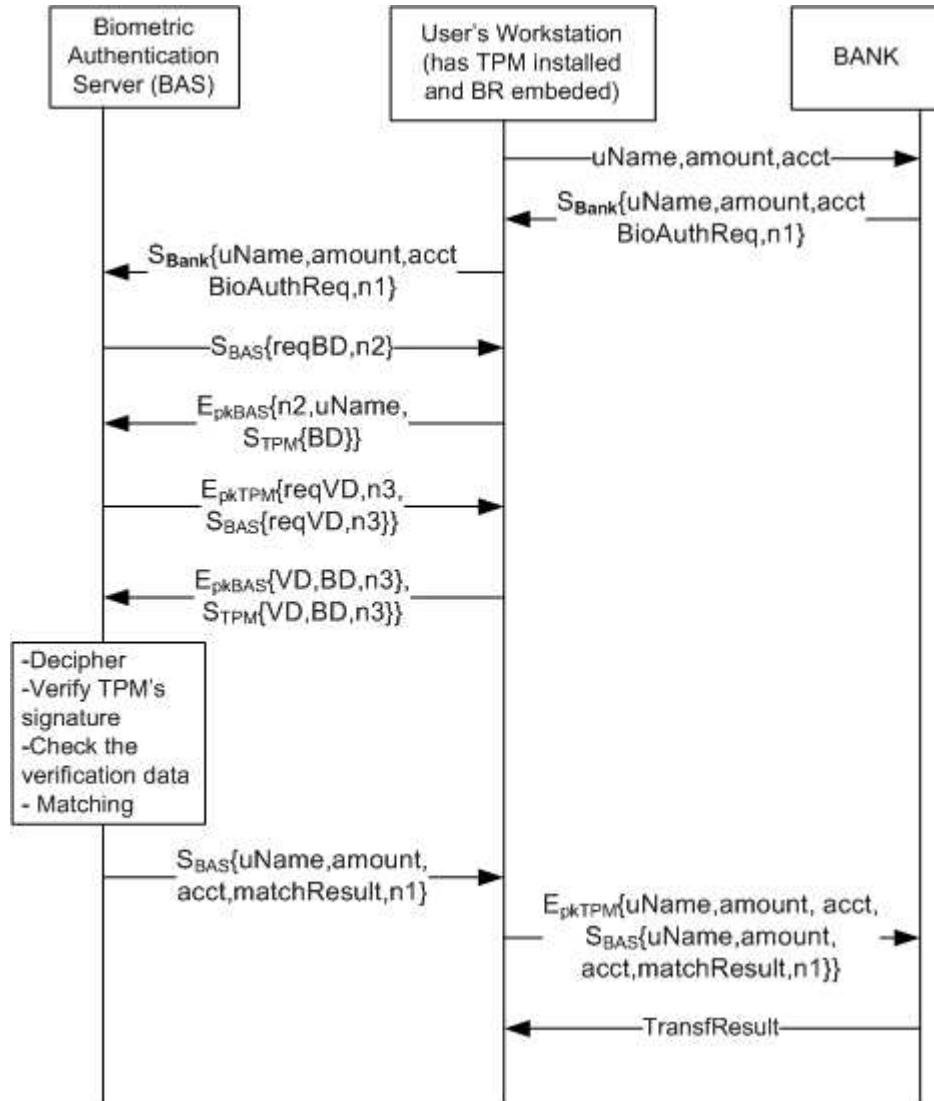 Biometric
Authentication
Server (BAS)
User's Workstation
(has TPM installed
and BR embeded)
BANK
uName,amount,acct
SBank{uName,amount,acct
BioAuthReq,n1}
SBank{uName,amount,acct
BioAuthReq,n1}
SBAS{reqBD,n2}
EpkBAS{n2,uName,
STPM{BD}}
EpkTPM{reqVD,n3,
SBAS{reqVD,n3}}
EpkBAS{VD,BD,n3},
STPM{VD,BD,n3}}
-Decipher
-Verify TPM's
signature
-Check the
verification data
- Matching
SBAS{uName,amount,
acct,matchResult,n1}
EpkTPM{uName,amount, acct,
SBAS{uName,amount,
acct,matchResult,n1}}
TransfResult